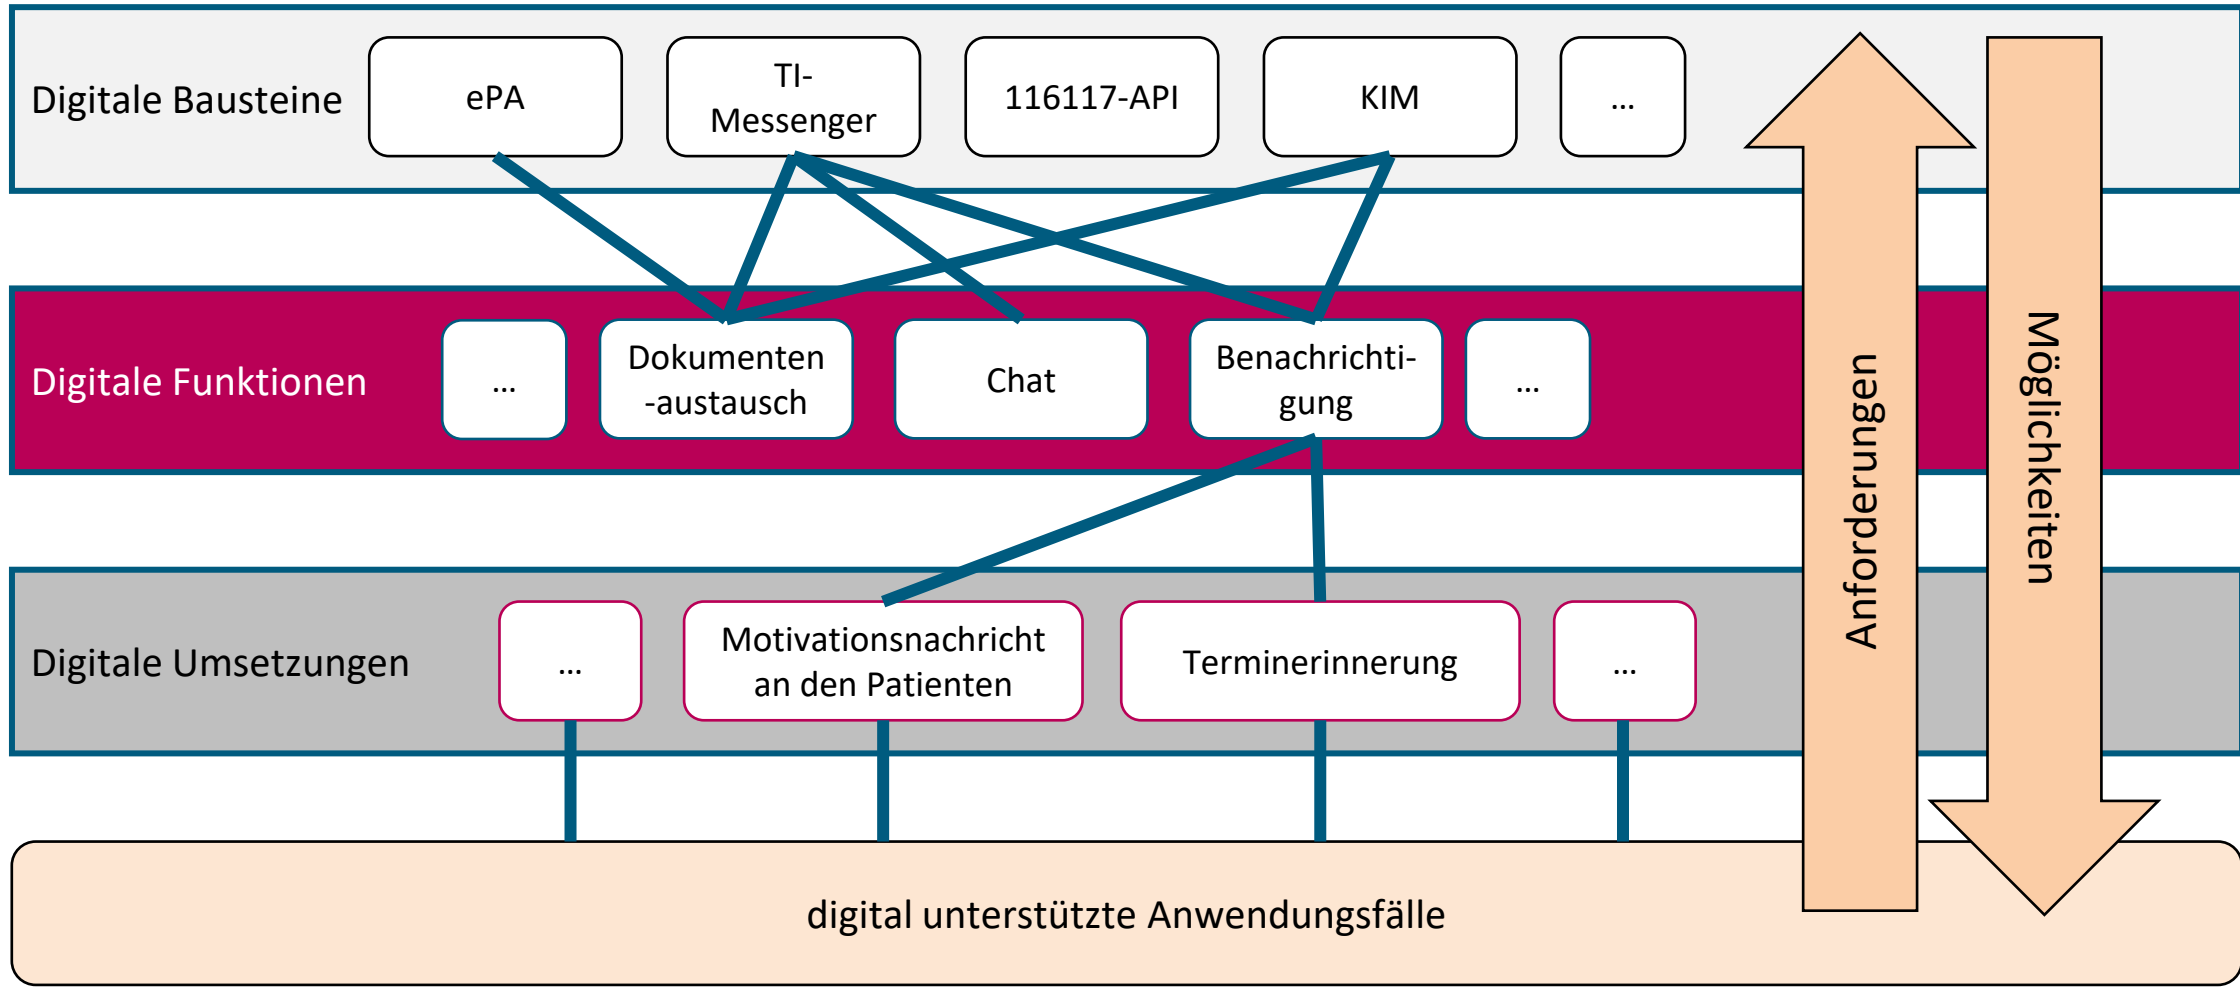 Digitale Bausteine
ePA
TI-
Messenger
116117-API
KIM
...
Digitale Funktionen
...
Dokumenten
-austausch
Chat
Benachrichti-
gung
...
Digitale Umsetzungen
...
Motivationsnachricht
an den Patienten
Terminerinnerung
...
digital unterstützte Anwendungsfälle
Anforderungen
Möglichkeiten